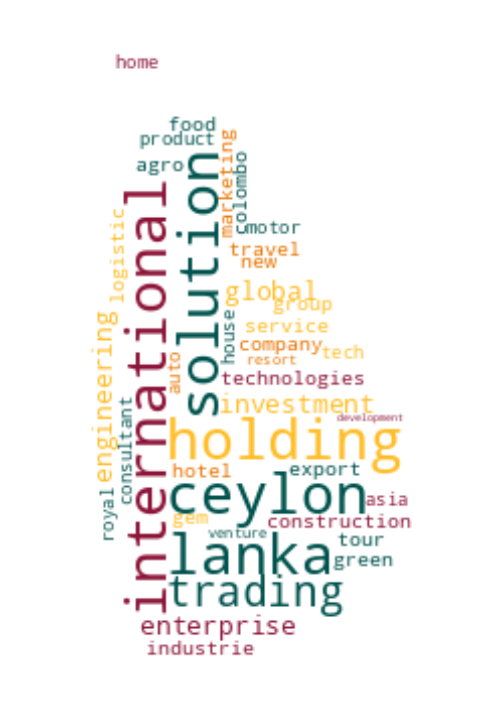 home
food
product
marketing
agro
colombo
solution
international
logistic
motor
travel
new
global
group
service
house
company
tech
resort
auto
technologies
engineering
investment
consultant
development
holding
hotel
export
royal
ceylon
asia
gem
construction
venture
tour
lanka
green
trading
enterprise
industrie